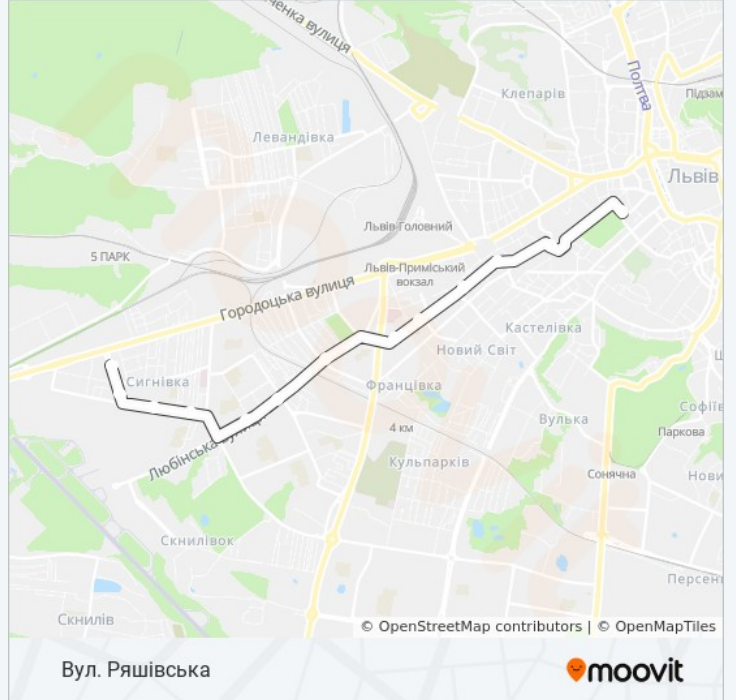 ченка вулиця
Полтва
Клепарів
Підзам
Левандівка
Львів
Львів-Головний
5 ПАРК
Львів-Приміський
вокзал
Городоцька вулиця
Кастелівка
Новий Світ
Сигнівка
Францівка
Софіїв
Вулька
4 км
Паркова
Любінська вулиц
Кульпарків
Сонячна
Нови
Скнилівок
Персен
Скнилів
© OpenStreetMap contributors | © OpenMapTiles
Вул. Ряшівська
moovit